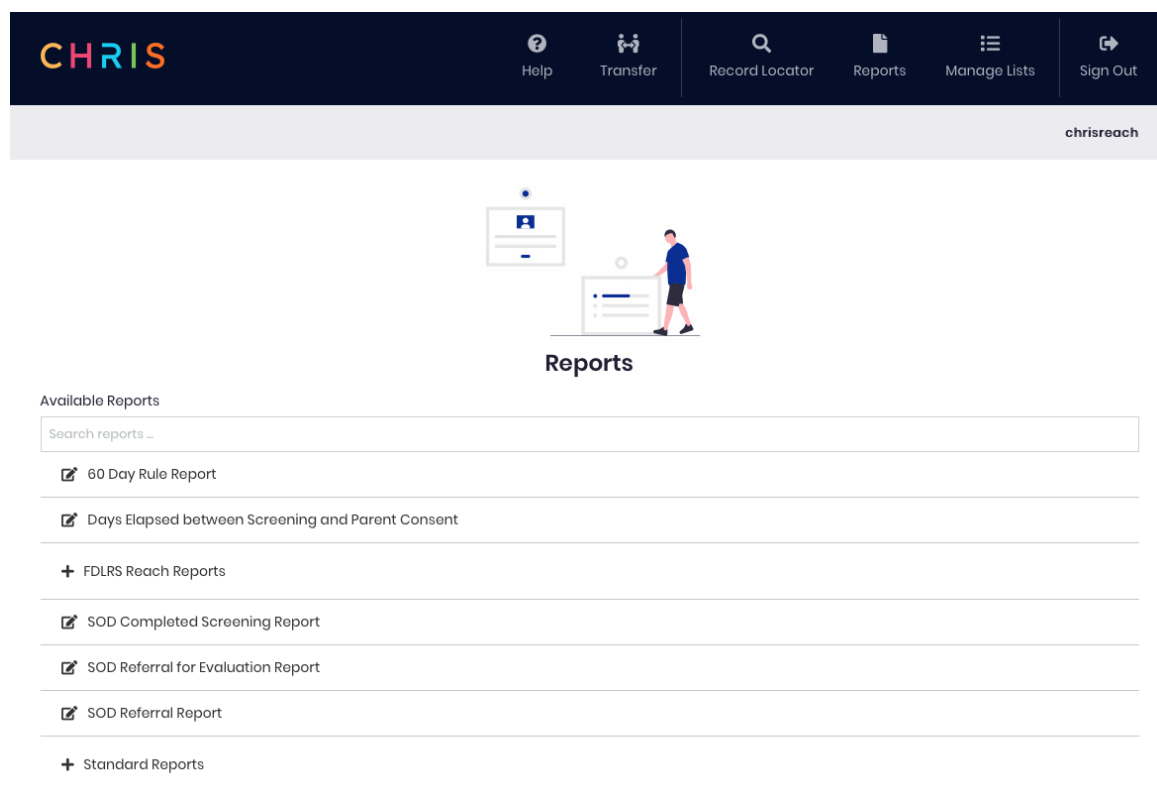 CHRIS
Help Transfer Record Locator Reports Manage Lists Sign Out
chrisreach
Reports
Available Reports
Search reports ...
60 Day Rule Report
Days Elapsed between Screening and Parent Consent
FDLRS Reach Reports
SOD Completed Screening Report
SOD Referral for Evaluation Report
SOD Referral Report
Standard Reports